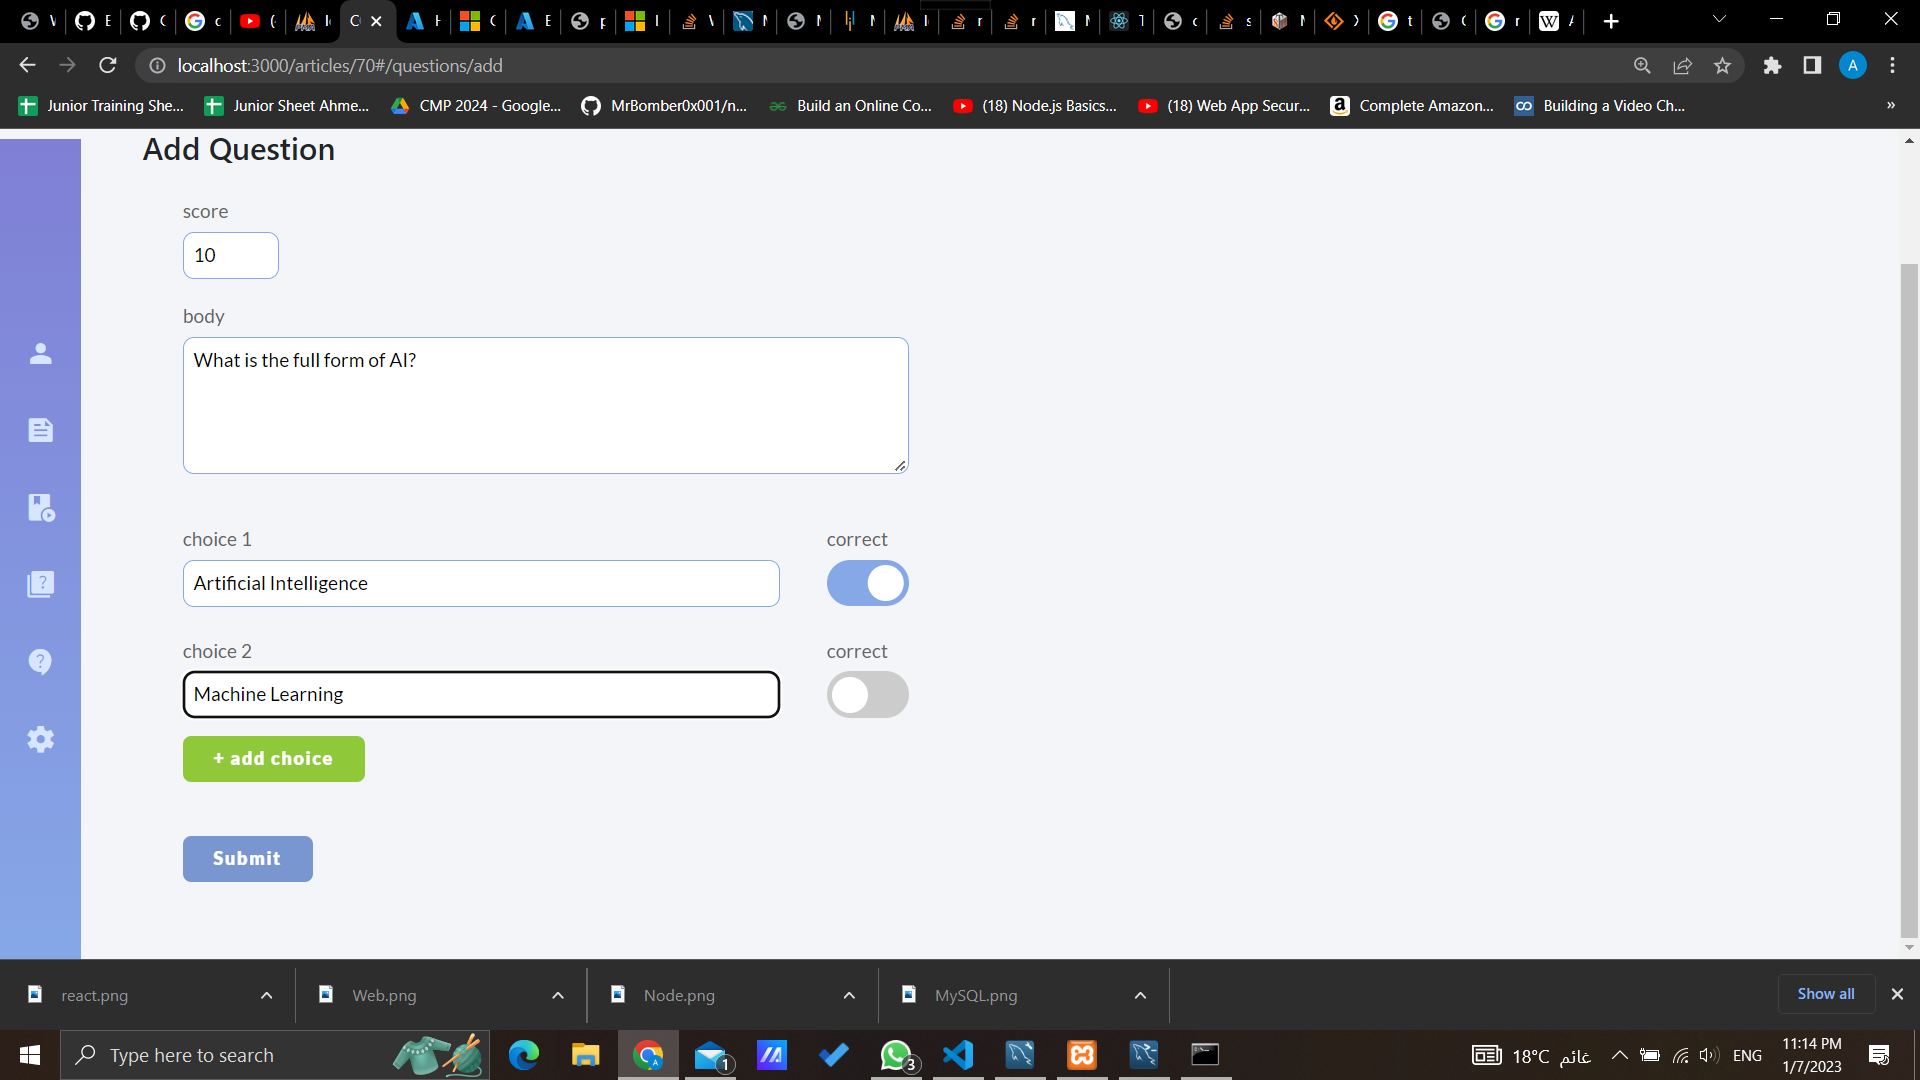 localhost:3000/articles/70#/questions/add
A
Junior Training She...
Junior Sheet Ahme...
CMP 2024 - Google...
MrBomber0x001/n...
Build an Online Co...
(18) Node.js Basics...
(18) Web App Secur...
Complete Amazon...
Building a Video Ch...
»
Add Question
score
10
body
What is the full form of AI?
choice 1
correct
Artificial Intelligence
choice 2
correct
Machine Learning
+ add choice
Submit
react.png
Web.png
Node.png
MySQL.png
Show all
Type here to search
1
3
18°C غائم
ENG
11:14 PM
1/7/2023